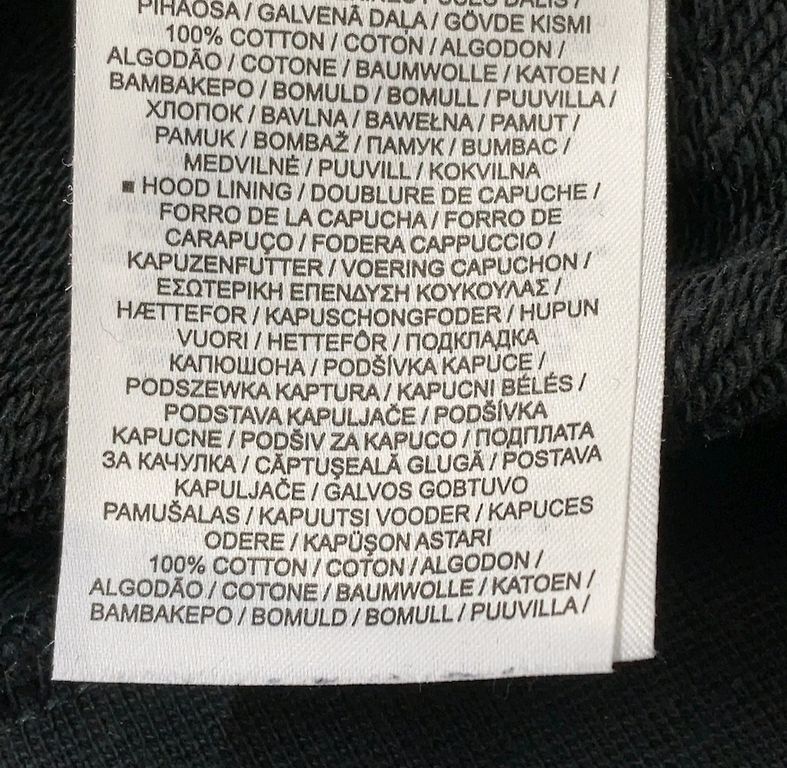 PIHAOSA / GALVENĀ DAĻA / GÖVDE KISMI
100% COTTON / COTON / ALGODON /
ALGODÃO / COTONE / BAUMWOLLE / KATOEN /
BAMBAKEPO / BOMULD / BOMULL / PUUVILLA /
ХЛОПОК / BAVLNA / BAWEŁNA / PAMUT /
PAMUK / BOMBAŽ / ПАМУК / BUMBAC /
MEDVILNĖ / PUUVILL / KOKVILNA
▪ HOOD LINING / DOUBLURE DE CAPUCHE /
FORRO DE LA CAPUCHA / FORRO DE
CARAPUÇO / FODERA CAPPUCCIO /
KAPUZENFUTTER / VOERING CAPUCHON /
ΕΣΩΤΕΡΙΚΗ ΕΠΕΝΔΥΣΗ ΚΟΥΚΟΥΛΑΣ /
HÆTTEFOR / KAPUSCHONGFODER / HUPUN
VUORI / HETTEFÔR / ПОДКЛАДКА
КАПЮШОНА / PODŠÍVKA KAPUCE /
PODSZEWKA KAPTURA / KAPUCNI BÉLÉS /
PODSTAVA KAPULJAČE / PODŠÍVKA
KAPUCNE / PODŠIV ZA KAPUCO / ПОДПЛАТА
ЗА КАЧУЛКА / CĂPTUŞEALĂ GLUGĂ / POSTAVA
KAPULJAČE / GALVOS GOBTUVO
PAMUŠALAS / KAPUUTSI VOODER / KAPUCES
ODERE / KAPÜŞON ASTARI
100% COTTON / COTON / ALGODON /
ALGODÃO / COTONE / BAUMWOLLE / KATOEN /
BAMBAKEPO / BOMULD / BOMULL / PUUVILLA /